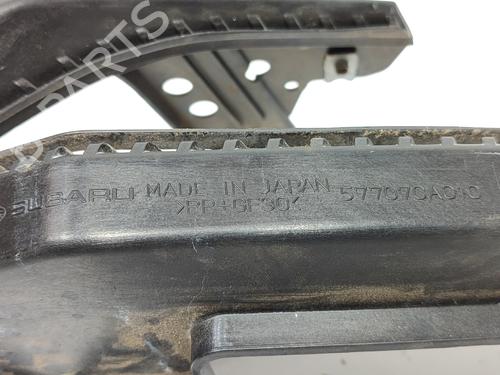 SUBARU MADE IN JAPAN 57707CA010
>PP+GF30<